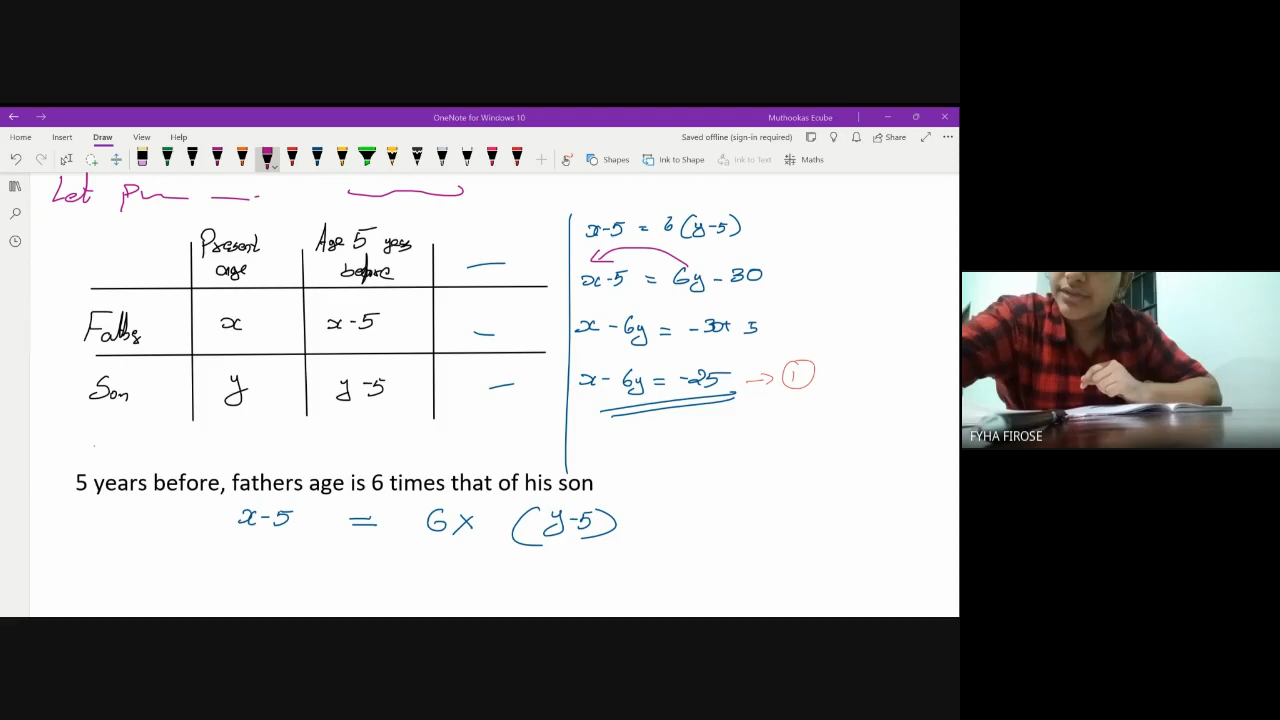 OneNote for Windows 10
Muthookas Ecube
Home Insert Draw View Help
Saved offline (sign-in required)
Share
Shapes
Ink to Shape
Ink to Text
Maths
Let
Present age
Age 5 years before
Father x x-5
Son y y-5
x-5 = 6(y-5)
x-5 = 6y-30
x-6y = -30+5
x-6y = -25 → 1
5 years before, fathers age is 6 times that of his son
x-5 = 6× (y-5)
FYHA FIROSE